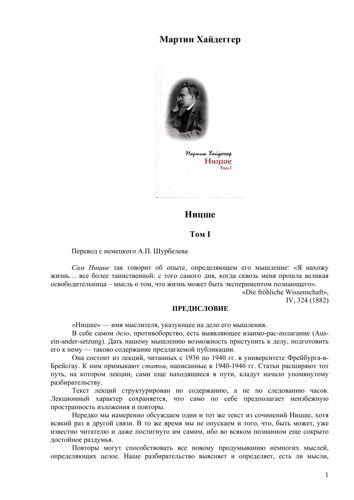 Мартин Хайдеггер
Мартин Хайдеггер
Ницше
Том I
Ницше
Том I
Перевод с немецкого А.П. Шурбелева
Сам Ницше так говорит об опыте, определяющем его мышление: «Я нахожу
жизнь… все более таинственной: с того самого дня, когда сквозь меня прошла великая
освободительница – мысль о том, что жизнь может быть экспериментом познающего».
«Die fröhliche Wissenschaft»,
IV, 324 (1882)
ПРЕДИСЛОВИЕ
«Ницше» — имя мыслителя, указующее на дело его мышления.
В себе самом дело, противоборство, есть выявляющее взаимо-рас-полагание (Aus-
ein-ander-setzung). Дать нашему мышлению возможность приступить к делу, подготовить
его к нему — таково содержание предлагаемой публикации.
Она состоит из лекций, читанных с 1936 по 1940 гг. в университете Фрейбурга-в-
Брейсгау. К ним примыкают статьи, написанные в 1940-1946 гг. Статьи расширяют тот
путь, на котором лекции, сами еще находящиеся в пути, кладут начало упомянутому
разбирательству.
Текст лекций структурирован по содержанию, а не по следованию часов.
Лекционный характер сохраняется, что само по себе предполагает неизбежную
пространность изложения и повторы.
Нередко мы намеренно обсуждаем один и тот же текст из сочинений Ницше, хотя
всякий раз в другой связи. В то же время мы не опускаем и того, что, быть может, уже
известно читателю и даже постигнуто им самим, ибо во всяком познанном еще сокрыто
достойное раздумья.
Повторы могут способствовать все новому продумыванию немногих мыслей,
определяющих целое. Наше разбирательство выясняет и определяет, есть ли мысли,
1